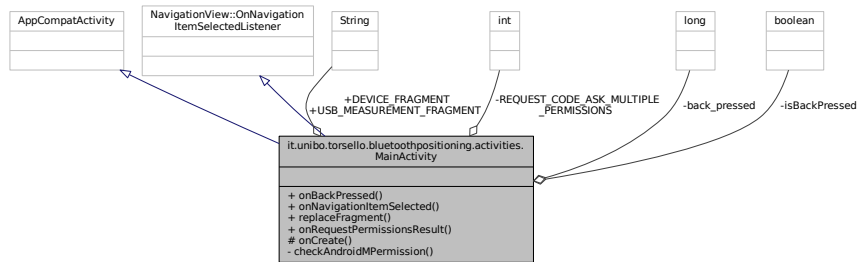 AppCompatActivity
NavigationView::OnNavigation
ItemSelectedListener
String
int
long
boolean
+DEVICE_FRAGMENT
+USB_MEASUREMENT_FRAGMENT
-REQUEST_CODE_ASK_MULTIPLE
_PERMISSIONS
-back_pressed
-isBackPressed
it.unibo.torsello.bluetoothpositioning.activities.
MainActivity
+ onBackPressed()
+ onNavigationItemSelected()
+ replaceFragment()
+ onRequestPermissionsResult()
# onCreate()
- checkAndroidMPermission()